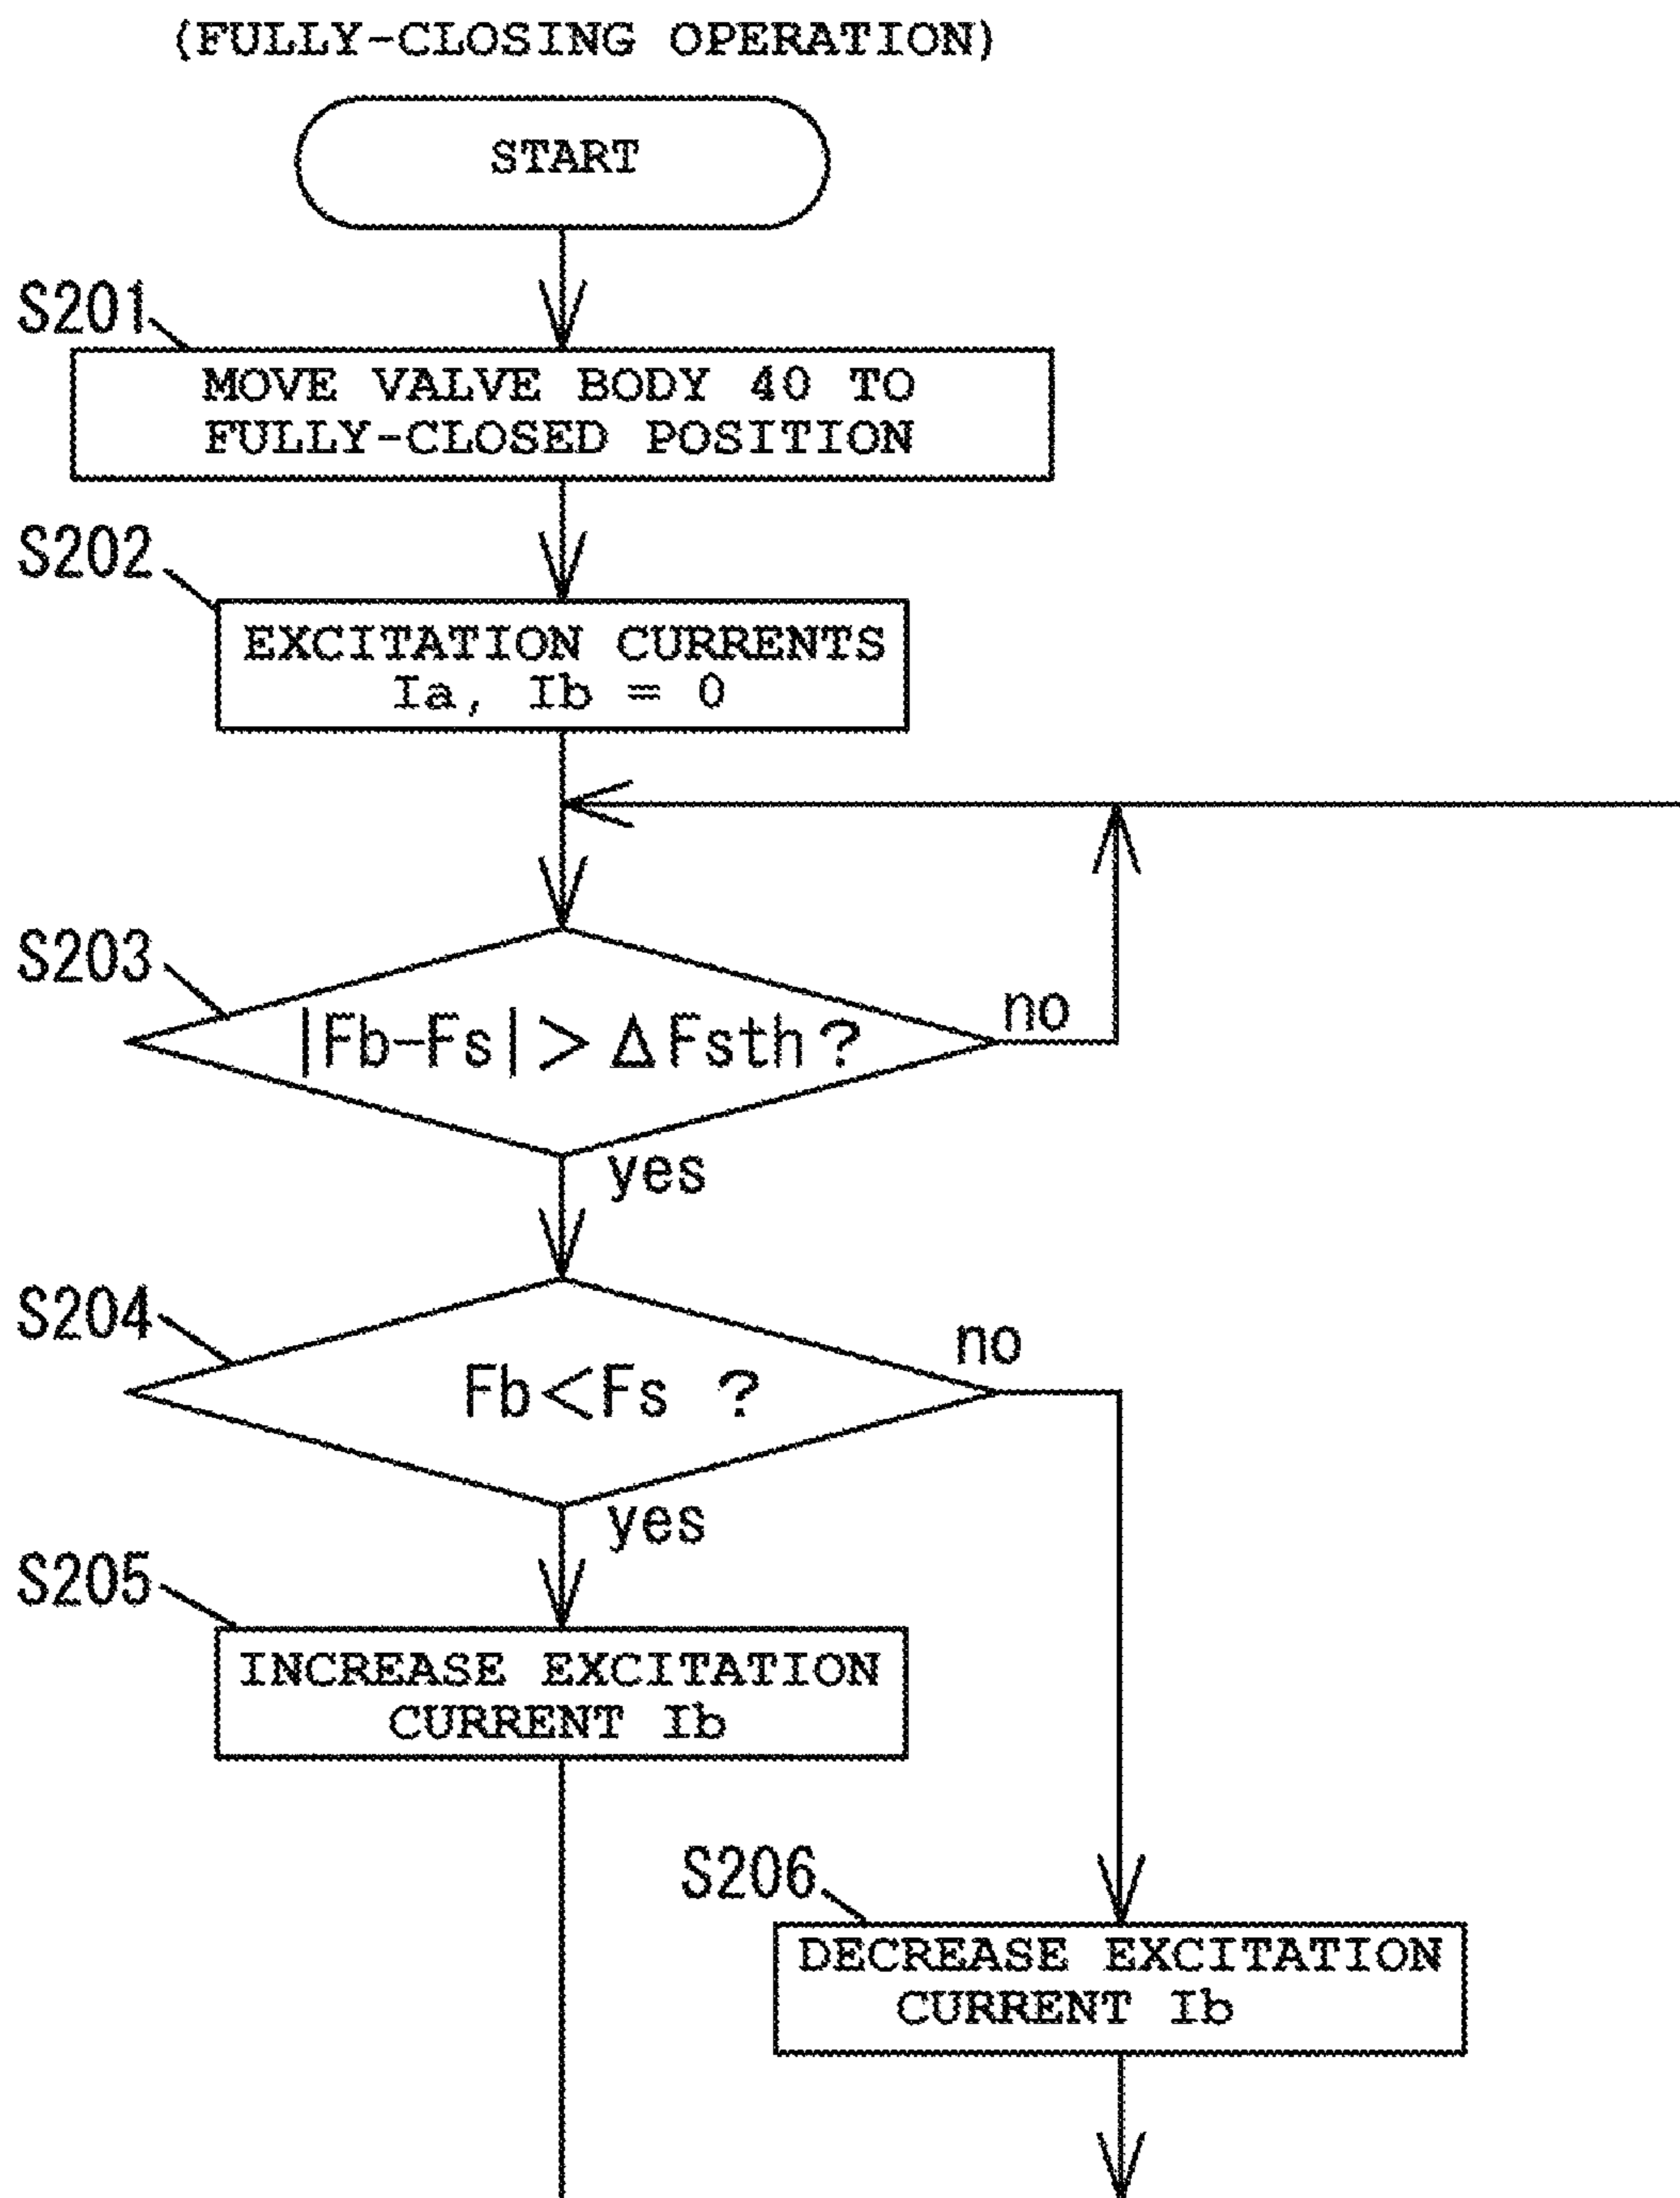 (FULLY-CLOSING OPERATION)
START
S201
MOVE VALVE BODY 40 TO
FULLY-CLOSED POSITION
S202
EXCITATION CURRENTS
Ia, Ib = 0
S203
|Fb-Fs|>ΔFsth?
no
yes
S204
Fb<Fs ?
no
yes
S205
INCREASE EXCITATION
CURRENT Ib
S206
DECREASE EXCITATION
CURRENT Ib